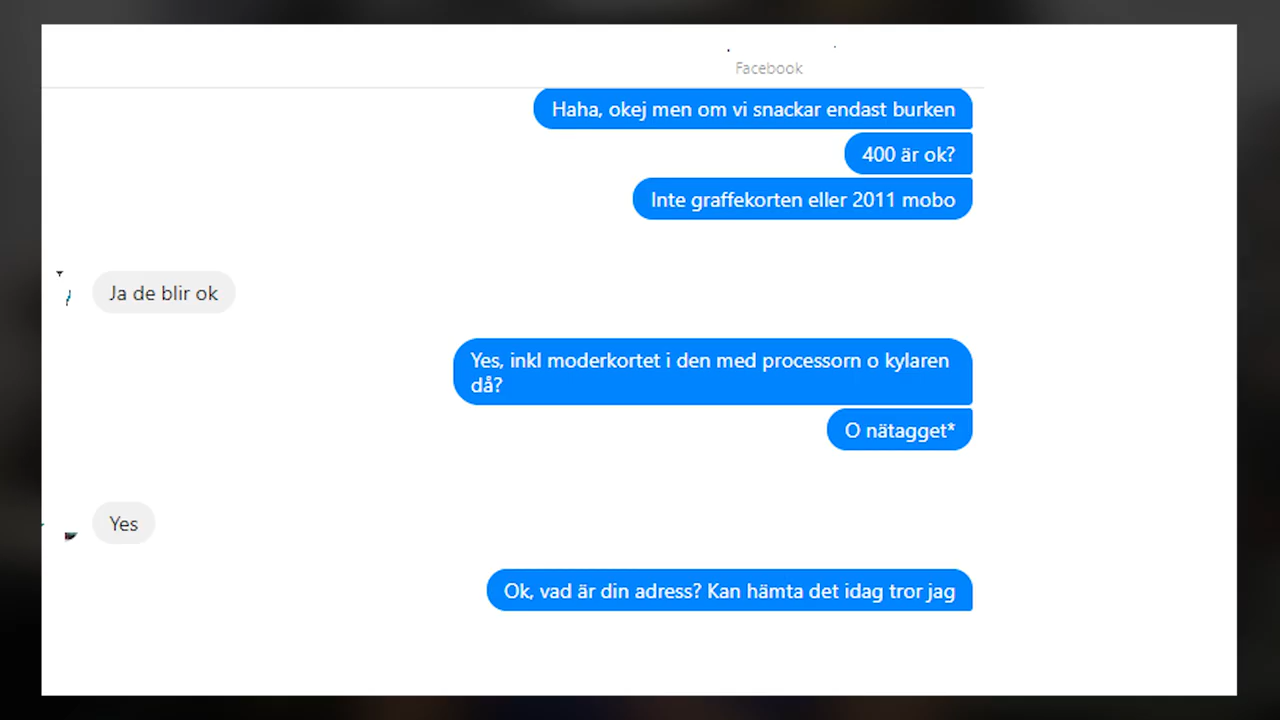 Facebook
Haha, okej men om vi snackar endast burken
400 är ok?
Inte graffekorten eller 2011 mobo
Ja de blir ok
Yes, inkl moderkortet i den med processorn o kylaren
då?
O nätagget*
Yes
Ok, vad är din adress? Kan hämta det idag tror jag